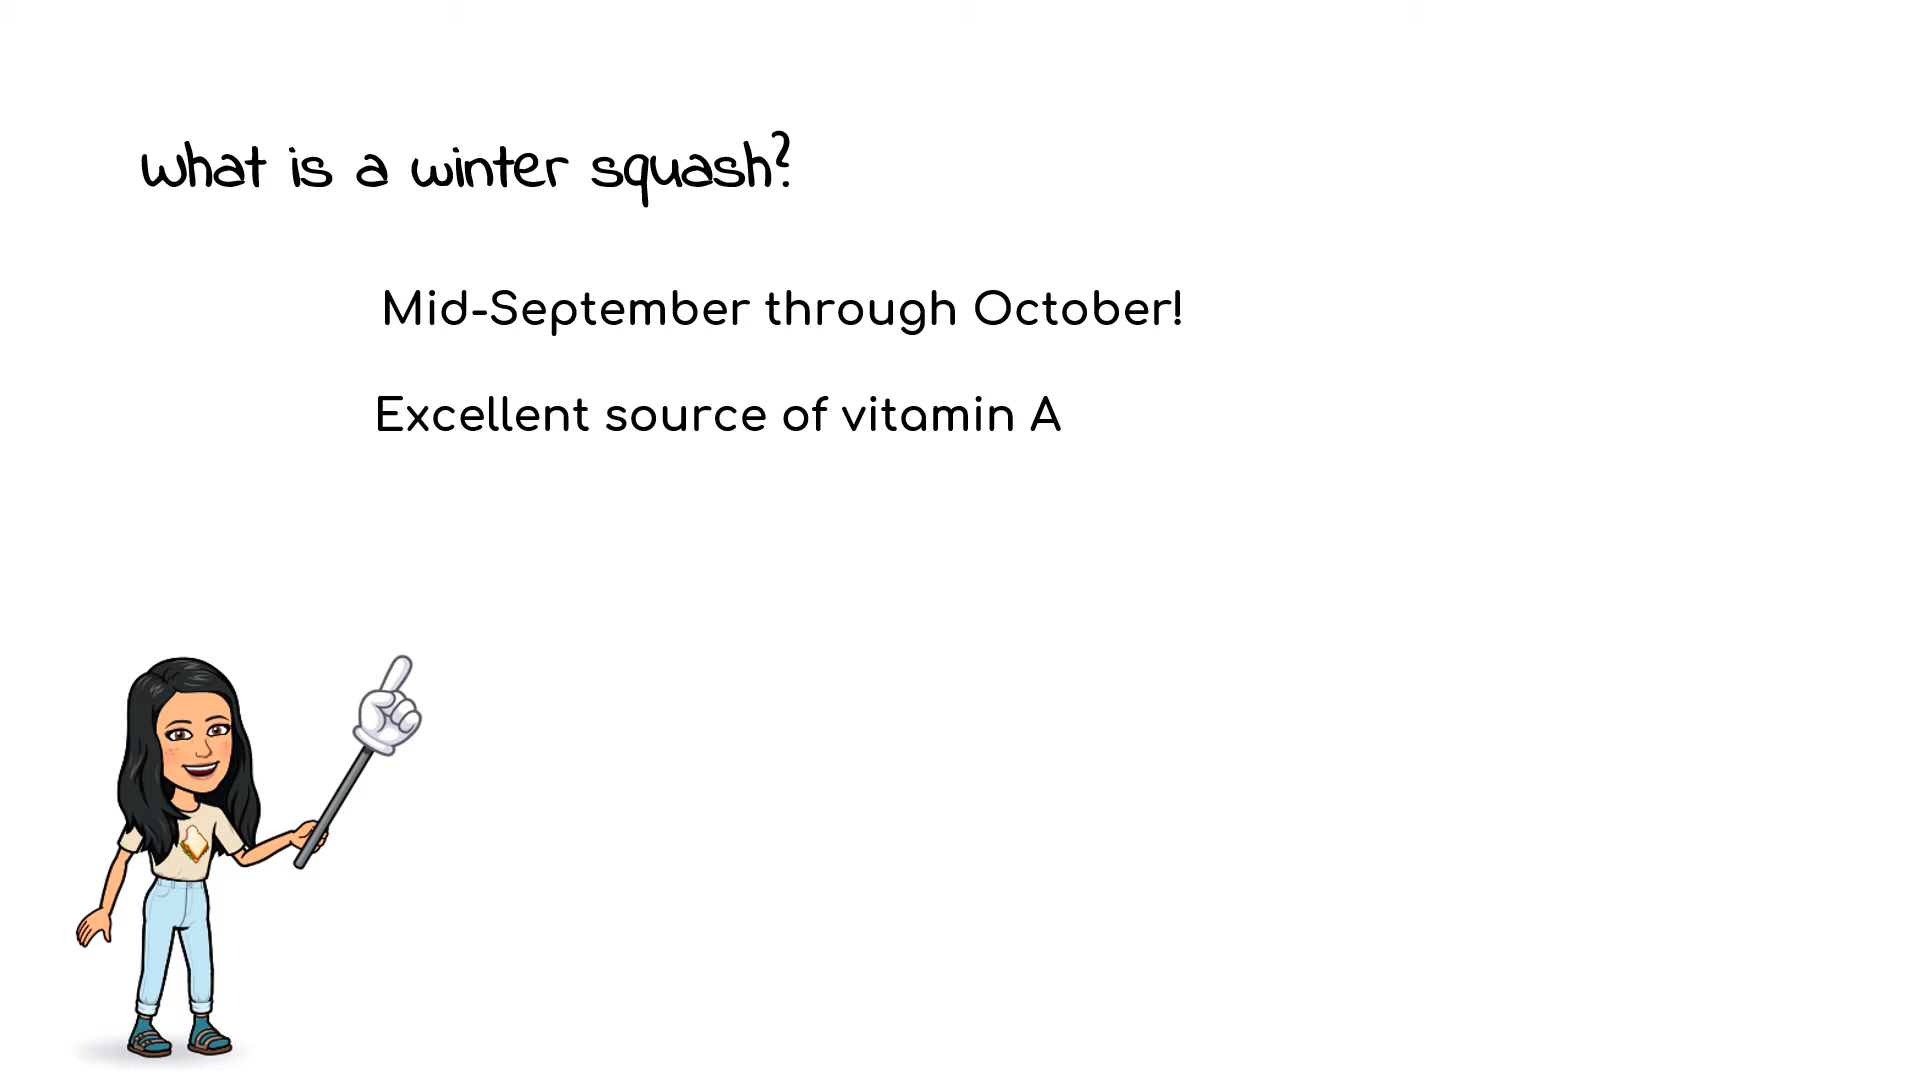 What is a winter squash?
Mid-September through October!
Excellent source of vitamin A